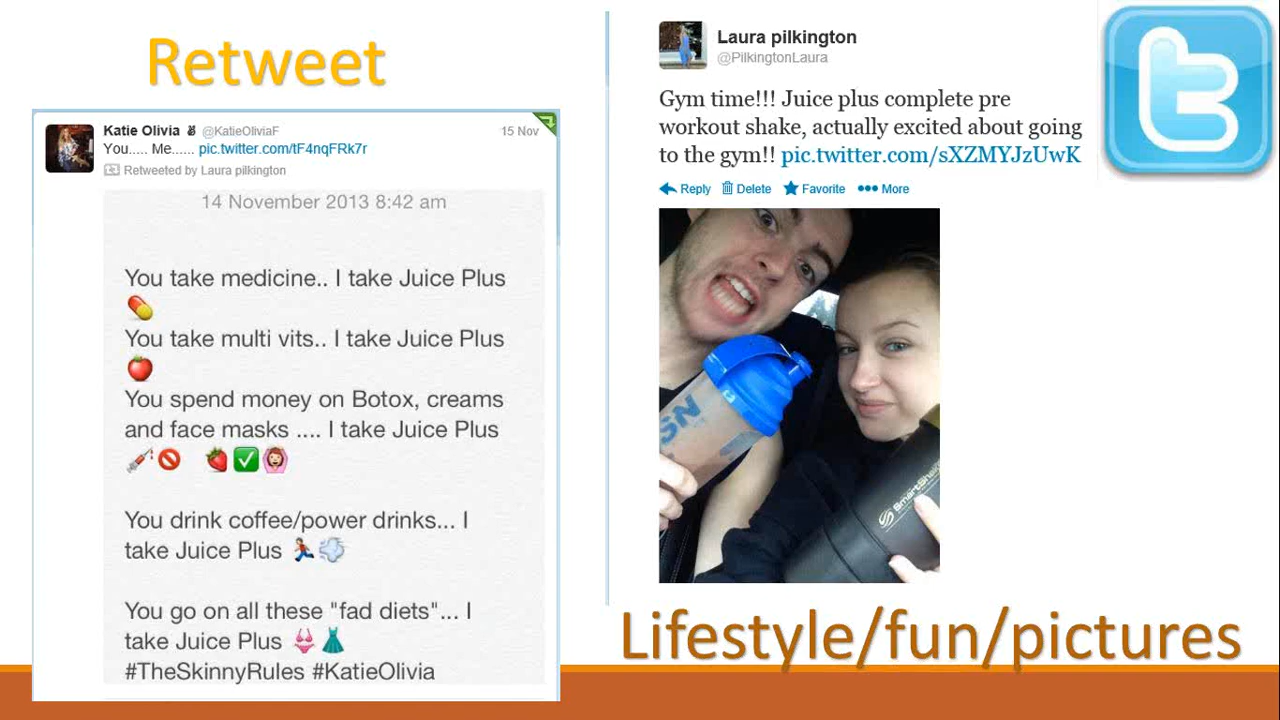 Retweet
Katie Olivia ✌ @KatieOliviaF 15 Nov
You..... Me...... pic.twitter.com/tF4nqFRk7r
Retweeted by Laura pilkington
14 November 2013 8:42 am
You take medicine.. I take Juice Plus
💊
You take multi vits.. I take Juice Plus
🍅
You spend money on Botox, creams
and face masks .... I take Juice Plus
💉🚫 🍓✅🙆
You drink coffee/power drinks... I
take Juice Plus 🏃💨
You go on all these "fad diets"... I
take Juice Plus 👙👗
#TheSkinnyRules #KatieOlivia
Laura pilkington
@PilkingtonLaura
Gym time!!! Juice plus complete pre
workout shake, actually excited about going
to the gym!! pic.twitter.com/sXZMYJzUwK
Reply Delete Favorite More
SN
SmartShake
Lifestyle/fun/pictures
t